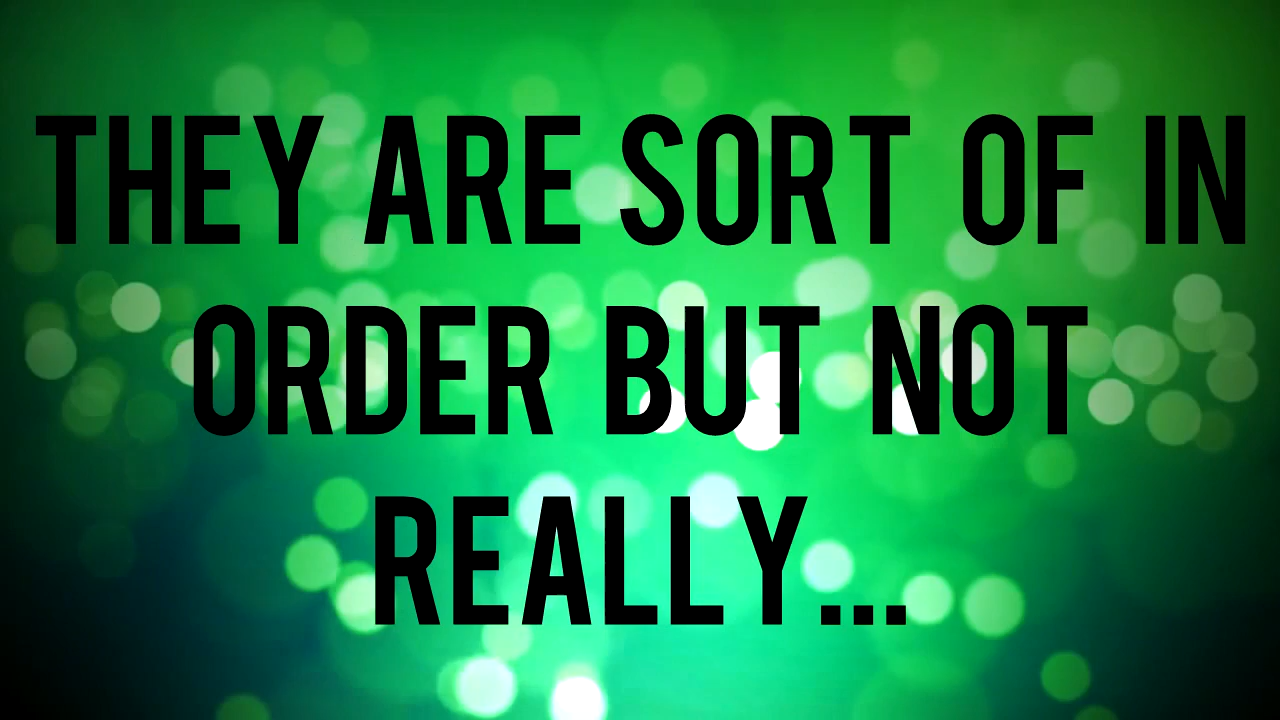 THEY ARE SORT OF IN
ORDER BUT NOT
REALLY...